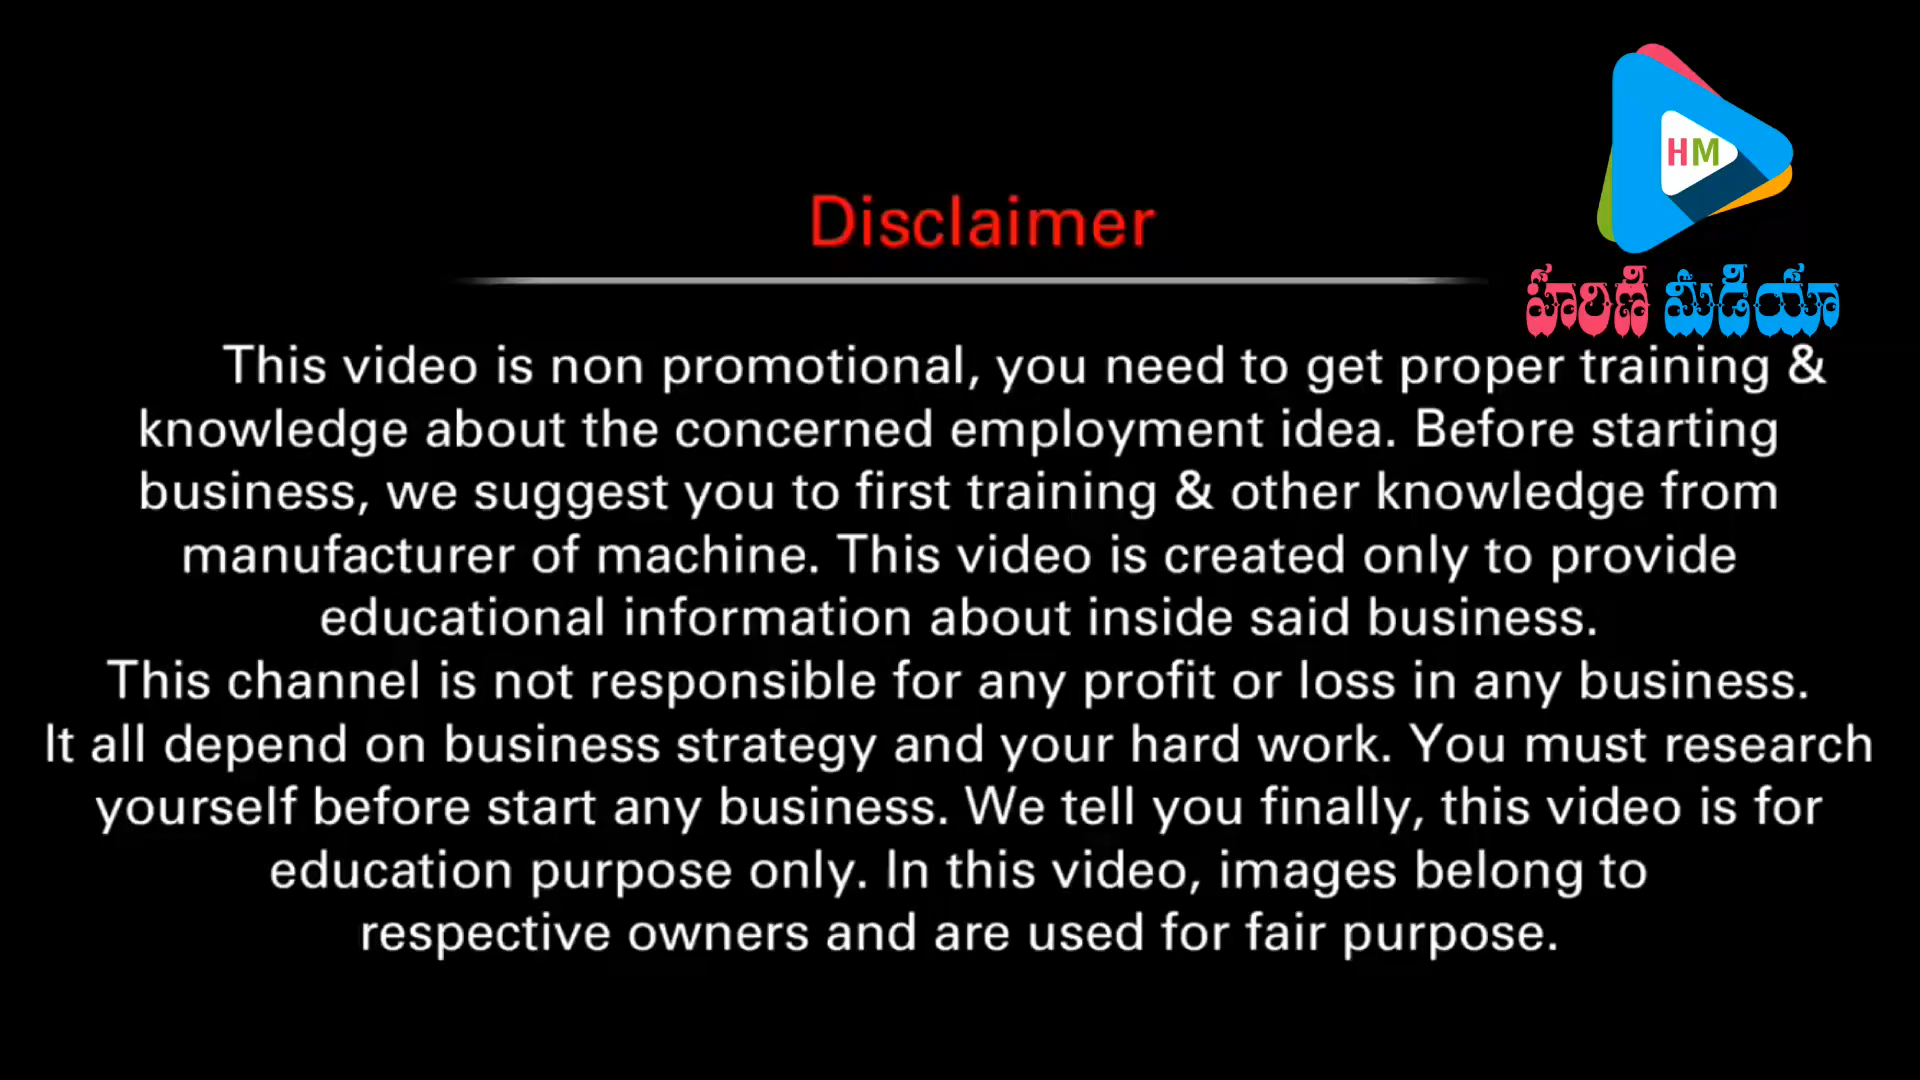 HM
హరిణి మీడియా
Disclaimer
This video is non promotional, you need to get proper training &
knowledge about the concerned employment idea. Before starting
business, we suggest you to first training & other knowledge from
manufacturer of machine. This video is created only to provide
educational information about inside said business.
This channel is not responsible for any profit or loss in any business.
It all depend on business strategy and your hard work. You must research
yourself before start any business. We tell you finally, this video is for
education purpose only. In this video, images belong to
respective owners and are used for fair purpose.